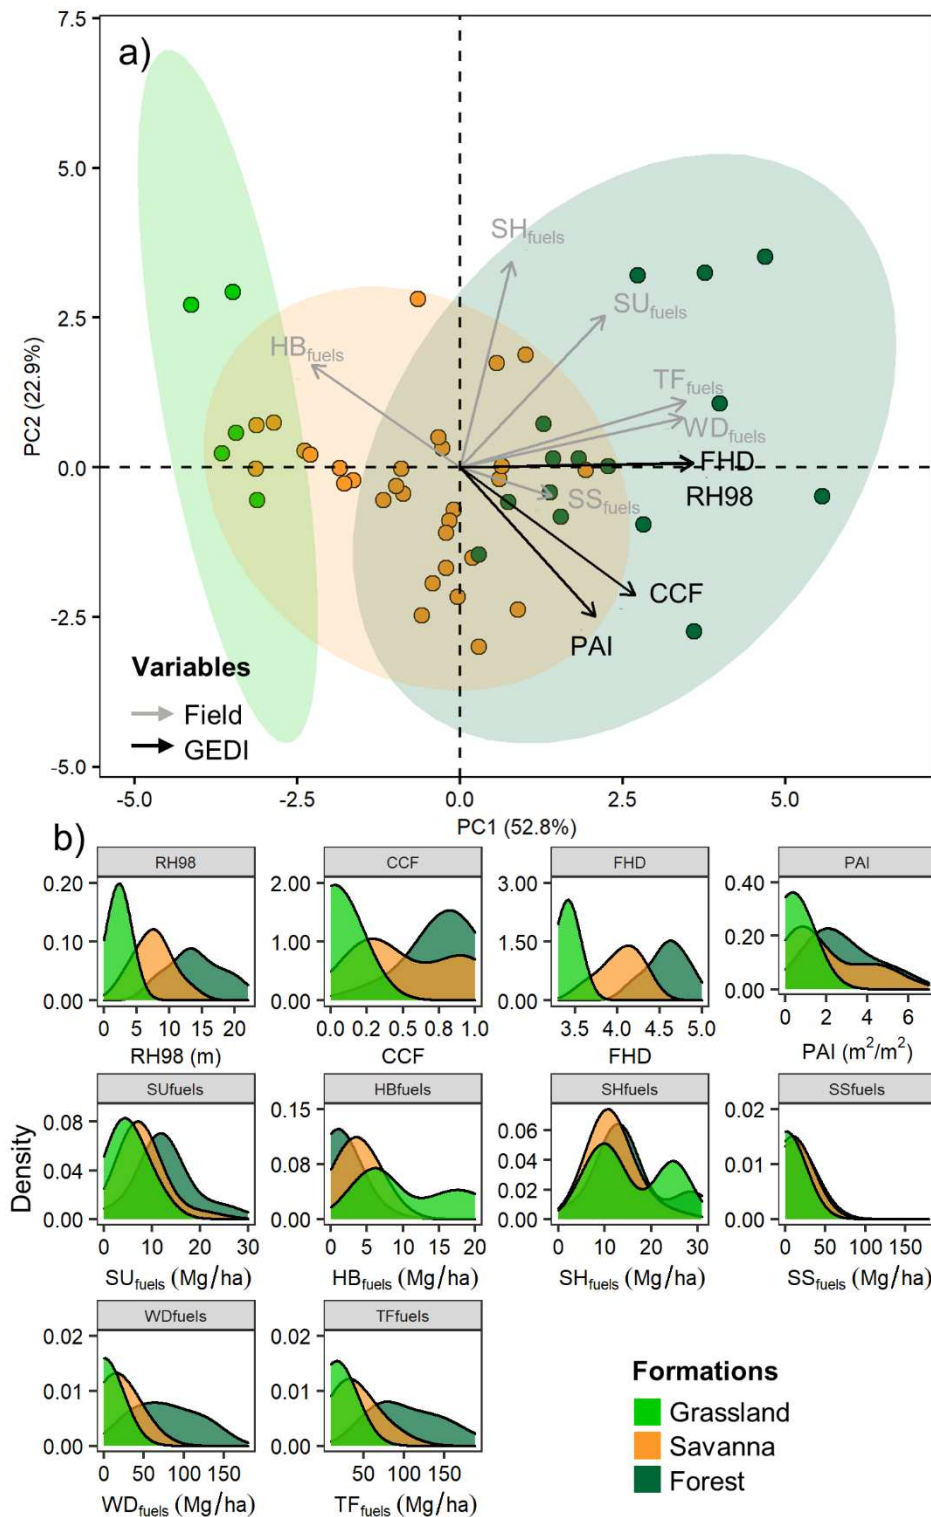 a)
7.5
5.0
2.5
0.0
-2.5
-5.0
PC2 (22.9%)
SHfuels
SUfuels
HBfuels
TFfuels
WDfuels
FHD
RH98
SSfuels
CCF
PAI
Variables
Field
GEDI
-5.0 -2.5 0.0 2.5 5.0
PC1 (52.8%)
b)
RH98 CCF FHD PAI
0.20 2.00 3.00 0.40
0.10 1.00 1.50 0.20
0.00 0.00 0.00 0.00
0 5 10 15 20 0.0 0.2 0.5 0.8 1.0 3.5 4.0 4.5 5.0 0 2 4 6
RH98 (m) CCF FHD PAI (m²/m²)
SUfuels HBfuels SHfuels SSfuels
Density
0.08 0.15 0.06 0.02
0.04 0.08 0.04 0.01
0.00 0.00 0.02 0.00
0.00
0 10 20 30 0 5 10 15 20 0 10 20 30 0 50 100 150
SUfuels (Mg/ha) HBfuels (Mg/ha) SHfuels (Mg/ha) SSfuels (Mg/ha)
WDfuels TFfuels
0.02 0.02
0.01 0.01
0.00 0.00
0 50 100 150 50 100 150
WDfuels (Mg/ha) TFfuels (Mg/ha)
Formations
Grassland
Savanna
Forest